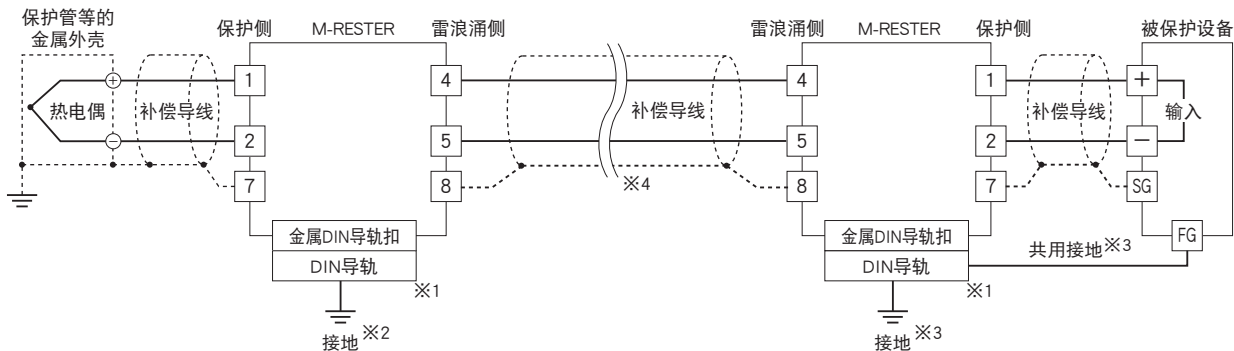 保护管等的
金属外壳
保护侧
M-RESTER
雷浪涌侧
雷浪涌侧
M-RESTER
保护侧
被保护设备
1
4
4
1
+
+
热电偶
补偿导线
补偿导线
补偿导线
输入
−
2
5
5
2
−
7
8
※4
8
7
SG
金属DIN导轨扣
金属DIN导轨扣
FG
DIN导轨
DIN导轨
共用接地※3
※1
※1
接地※2
接地※3